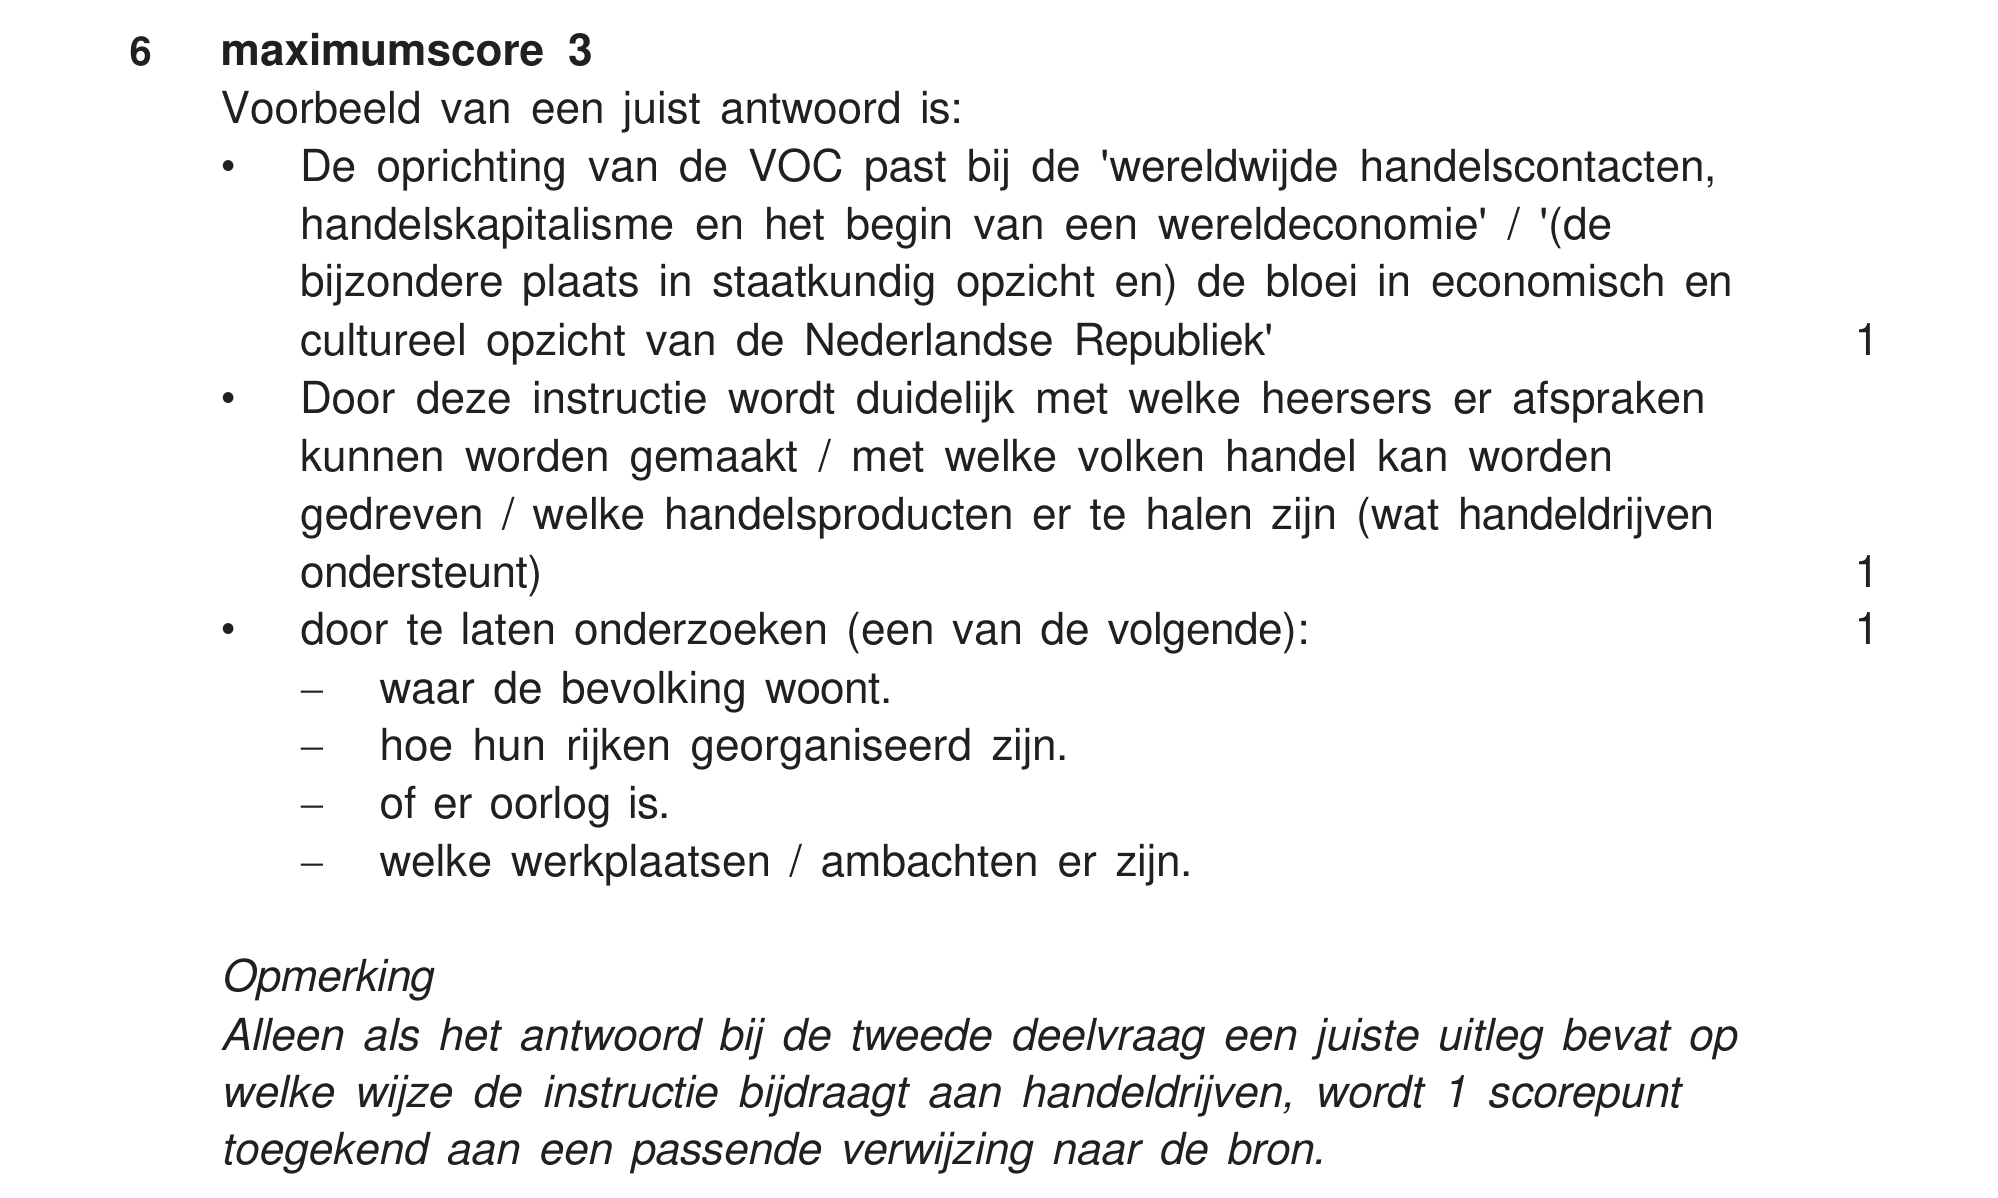 6 maximumscore 3
Voorbeeld van een juist antwoord is:
• De oprichting van de VOC past bij de 'wereldwijde handelscontacten,
handelskapitalisme en het begin van een wereldeconomie' / '(de
bijzondere plaats in staatkundig opzicht en) de bloei in economisch en
cultureel opzicht van de Nederlandse Republiek' 1
• Door deze instructie wordt duidelijk met welke heersers er afspraken
kunnen worden gemaakt / met welke volken handel kan worden
gedreven / welke handelsproducten er te halen zijn (wat handeldrijven
ondersteunt) 1
• door te laten onderzoeken (een van de volgende): 1
– waar de bevolking woont.
– hoe hun rijken georganiseerd zijn.
– of er oorlog is.
– welke werkplaatsen / ambachten er zijn.
Opmerking
Alleen als het antwoord bij de tweede deelvraag een juiste uitleg bevat op
welke wijze de instructie bijdraagt aan handeldrijven, wordt 1 scorepunt
toegekend aan een passende verwijzing naar de bron.